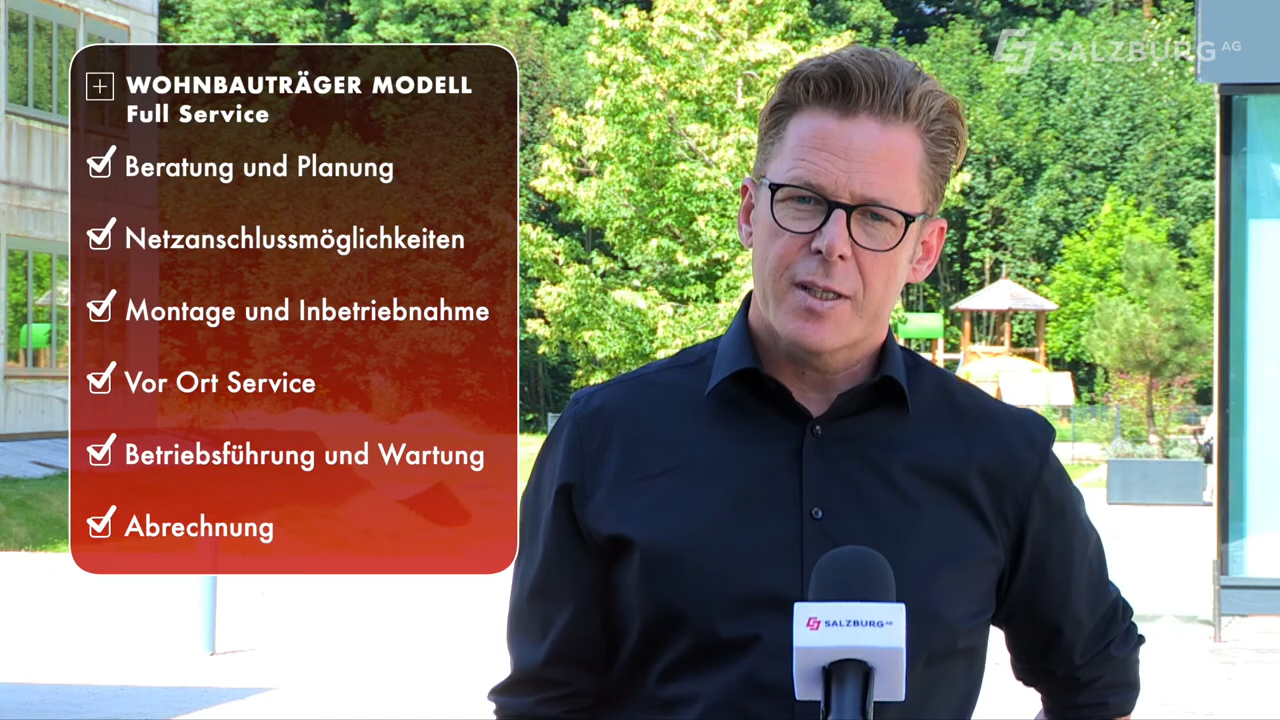 WOHNBAUTRÄGER MODELL
Full Service
Beratung und Planung
Netzanschlussmöglichkeiten
Montage und Inbetriebnahme
Vor Ort Service
Betriebsführung und Wartung
Abrechnung
SALZBURG AG
SALZBURG AG